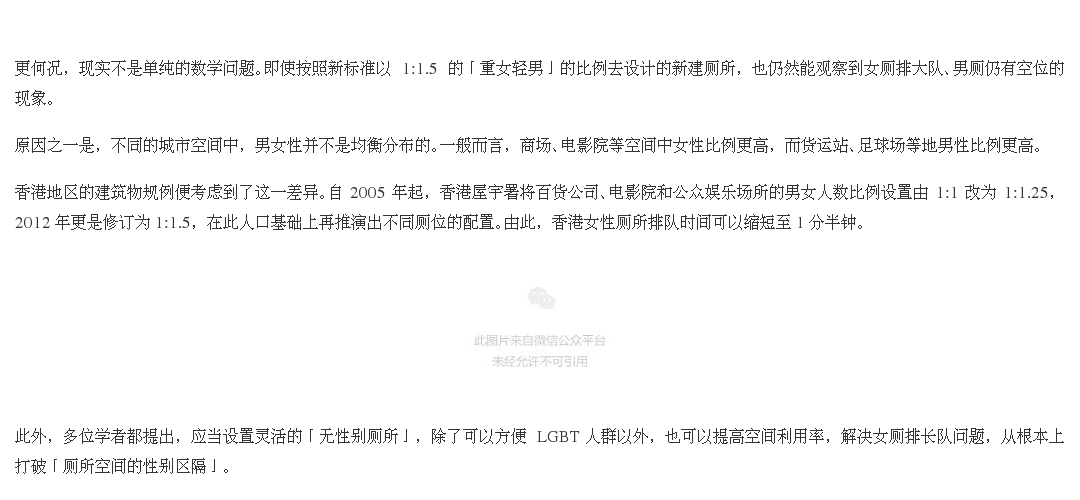 更何况，现实不是单纯的数学问题。即使按照新标准以 1:1.5 的「重女轻男」的比例去设计的新建厕所，也仍然能观察到女厕排大队、男厕仍有空位的
现象。
原因之一是，不同的城市空间中，男女性并不是均衡分布的。一般而言，商场、电影院等空间中女性比例更高，而货运站、足球场等地男性比例更高。
香港地区的建筑物规例便考虑到了这一差异。自 2005 年起，香港屋宇署将百货公司、电影院和公众娱乐场所的男女人数比例设置由 1:1 改为 1:1.25，
2012 年更是修订为 1:1.5，在此人口基础上再推演出不同厕位的配置。由此，香港女性厕所排队时间可以缩短至 1 分半钟。
此图片来自微信公众平台
未经允许不可引用
此外，多位学者都提出，应当设置灵活的「无性别厕所」，除了可以方便 LGBT 人群以外，也可以提高空间利用率，解决女厕排长队问题，从根本上
打破「厕所空间的性别区隔」。